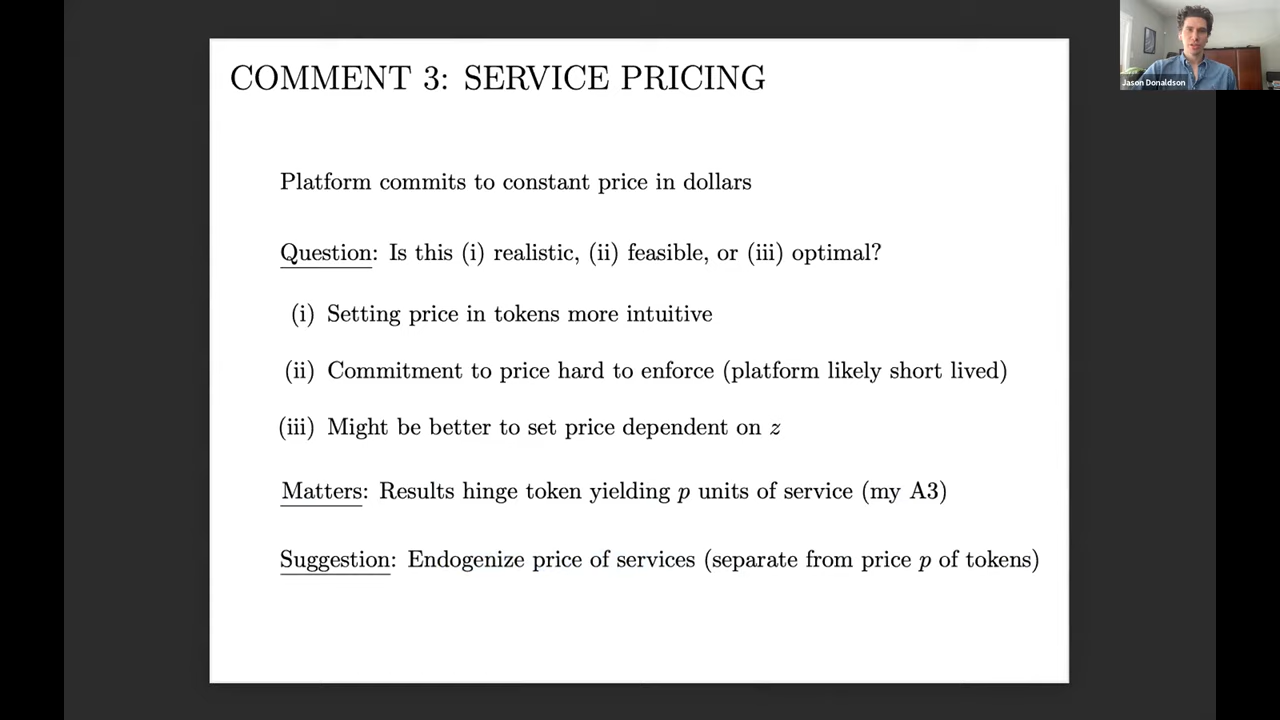 COMMENT 3: SERVICE PRICING
Platform commits to constant price in dollars
Question: Is this (i) realistic, (ii) feasible, or (iii) optimal?
(i) Setting price in tokens more intuitive
(ii) Commitment to price hard to enforce (platform likely short lived)
(iii) Might be better to set price dependent on z
Matters: Results hinge token yielding p units of service (my A3)
Suggestion: Endogenize price of services (separate from price p of tokens)
Jason Donaldson